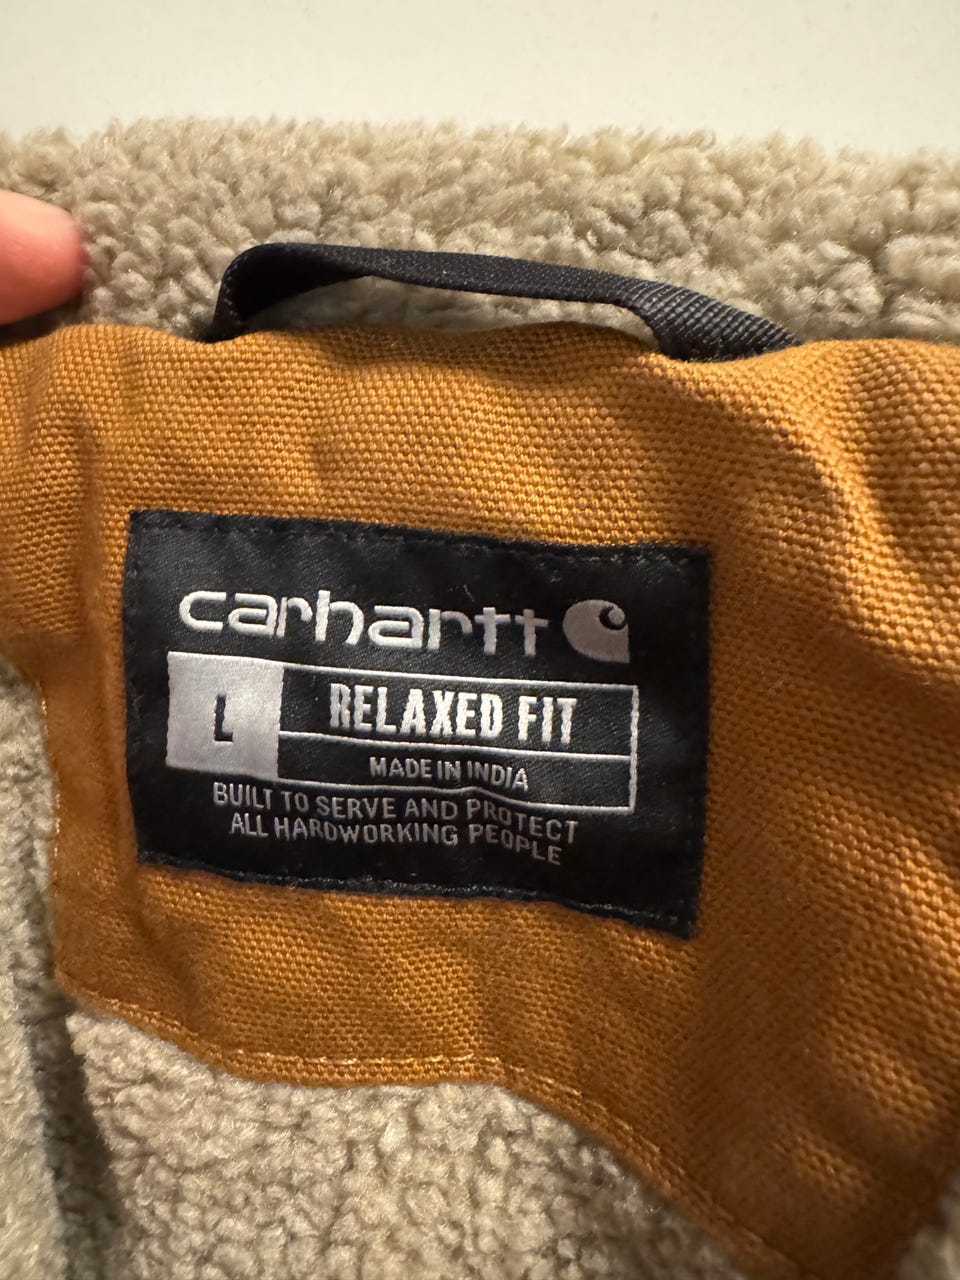 carhartt
L RELAXED FIT
MADE IN INDIA
BUILT TO SERVE AND PROTECT
ALL HARDWORKING PEOPLE